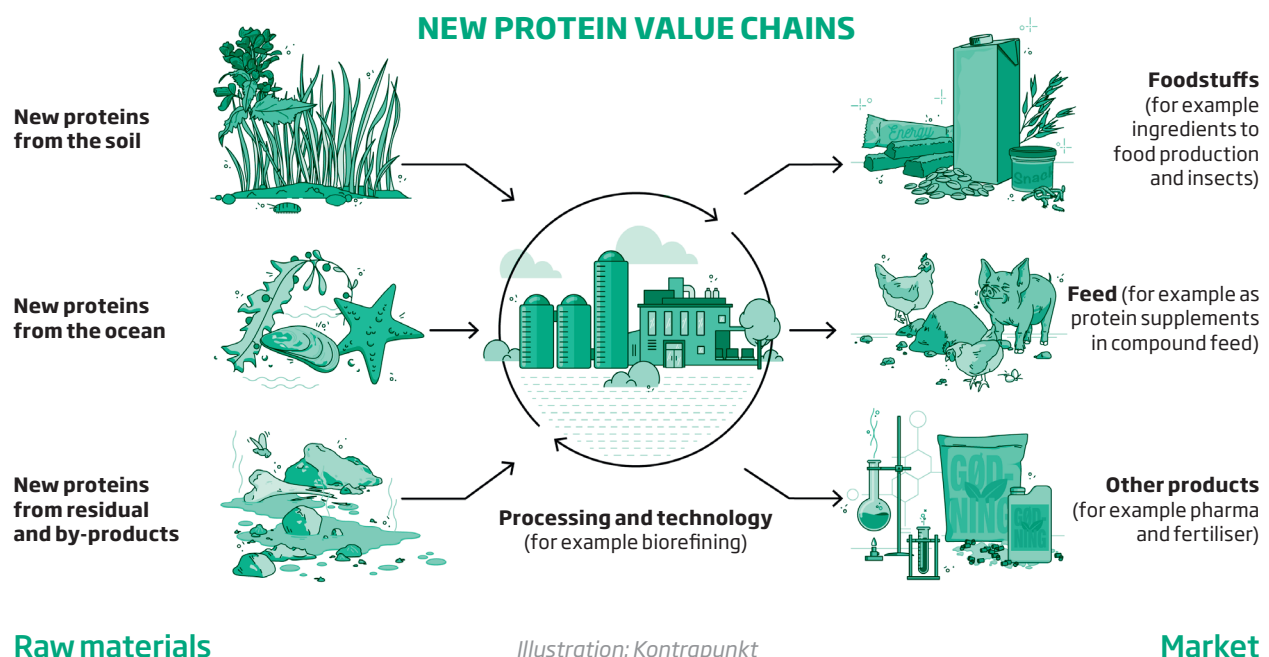 NEW PROTEIN VALUE CHAINS
New proteins
from the soil
New proteins
from the ocean
New proteins
from residual
and by-products
Processing and technology
(for example biorefining)
Energy
Snack
Foodstuffs
(for example
ingredients to
food production
and insects)
Feed (for example as
protein supplements
in compound feed)
GØD-
NING
GØD
NING
Other products
(for example pharma
and fertiliser)
Raw materials
Illustration: Kontrapunkt
Market